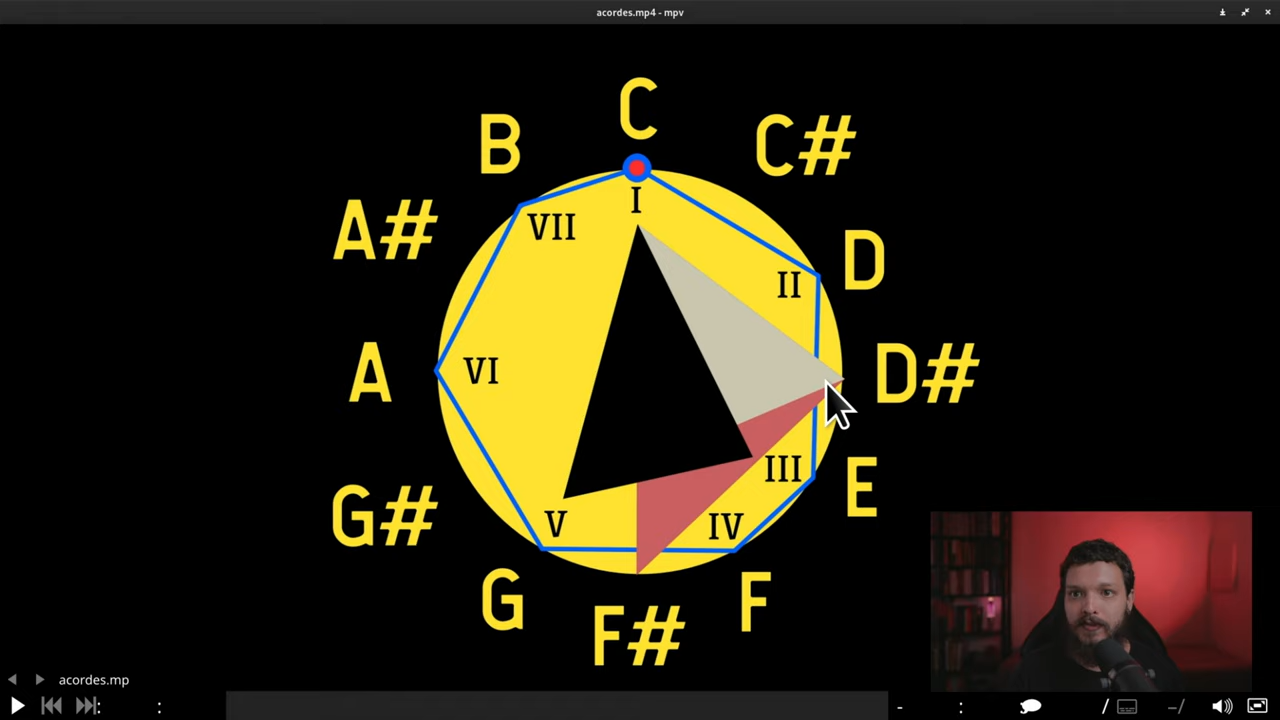 acordes.mp4 - mpv
C
B
C#
A#
I
VII
D
II
A
VI
D#
III
E
G#
V
IV
G
F#
F
acordes.mp
:
:
-
:
/
-/